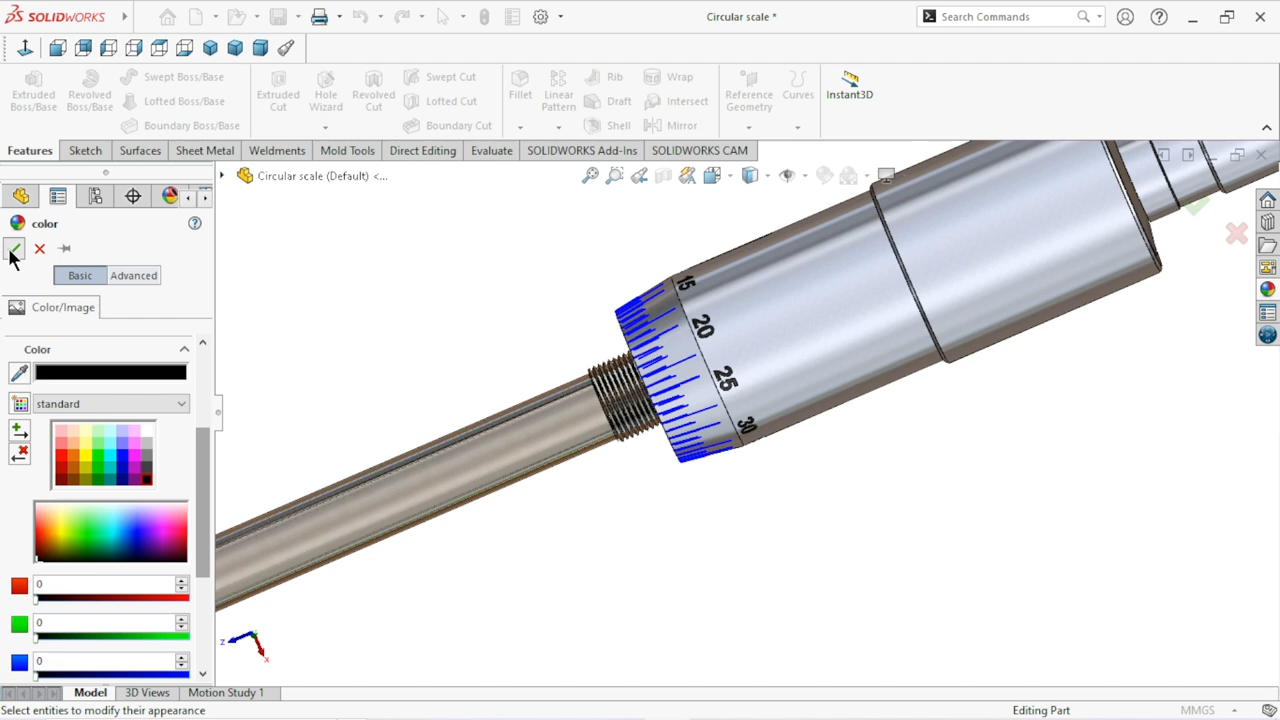 SOLIDWORKS
Circular scale *
Search Commands
Extruded Boss/Base
Revolved Boss/Base
Swept Boss/Base
Lofted Boss/Base
Boundary Boss/Base
Extruded Cut
Hole Wizard
Revolved Cut
Swept Cut
Lofted Cut
Boundary Cut
Fillet
Linear Pattern
Rib
Draft
Shell
Wrap
Intersect
Mirror
Reference Geometry
Curves
Instant3D
Features
Sketch
Surfaces
Sheet Metal
Weldments
Mold Tools
Direct Editing
Evaluate
SOLIDWORKS Add-Ins
SOLIDWORKS CAM
Circular scale (Default) <...
color
Basic
Advanced
Color/Image
Color
standard
0
0
0
15
20
25
30
z
x
Model
3D Views
Motion Study 1
Select entities to modify their appearance
Editing Part
MMGS